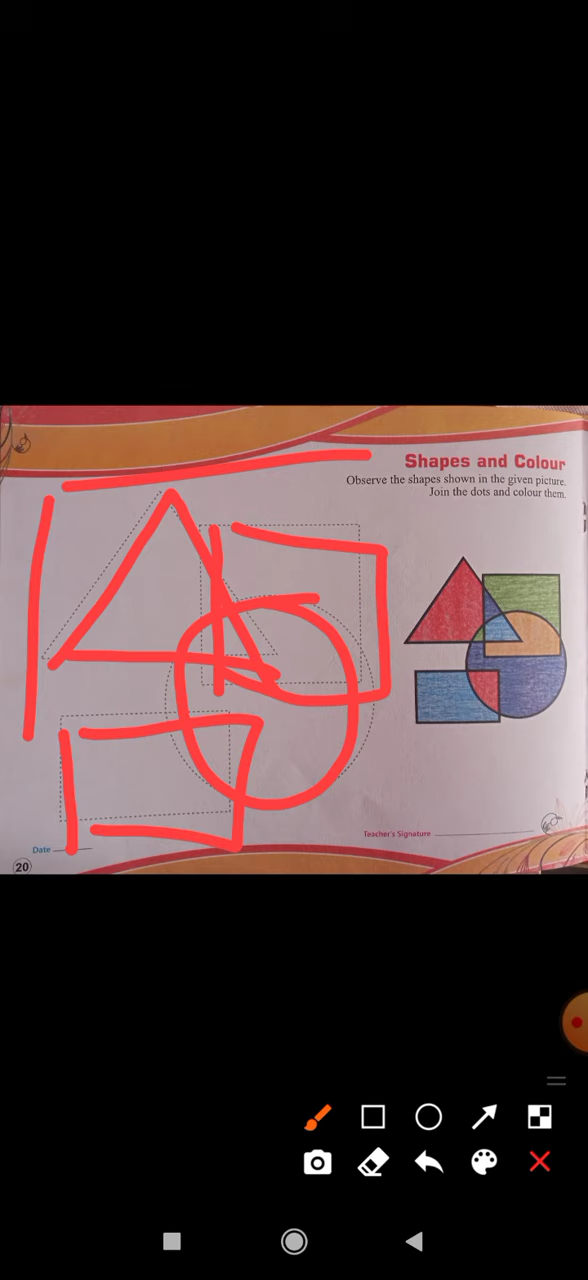 Shapes and Colour
Observe the shapes shown in the given picture.
Join the dots and colour them.
Teacher's Signature
Date
20